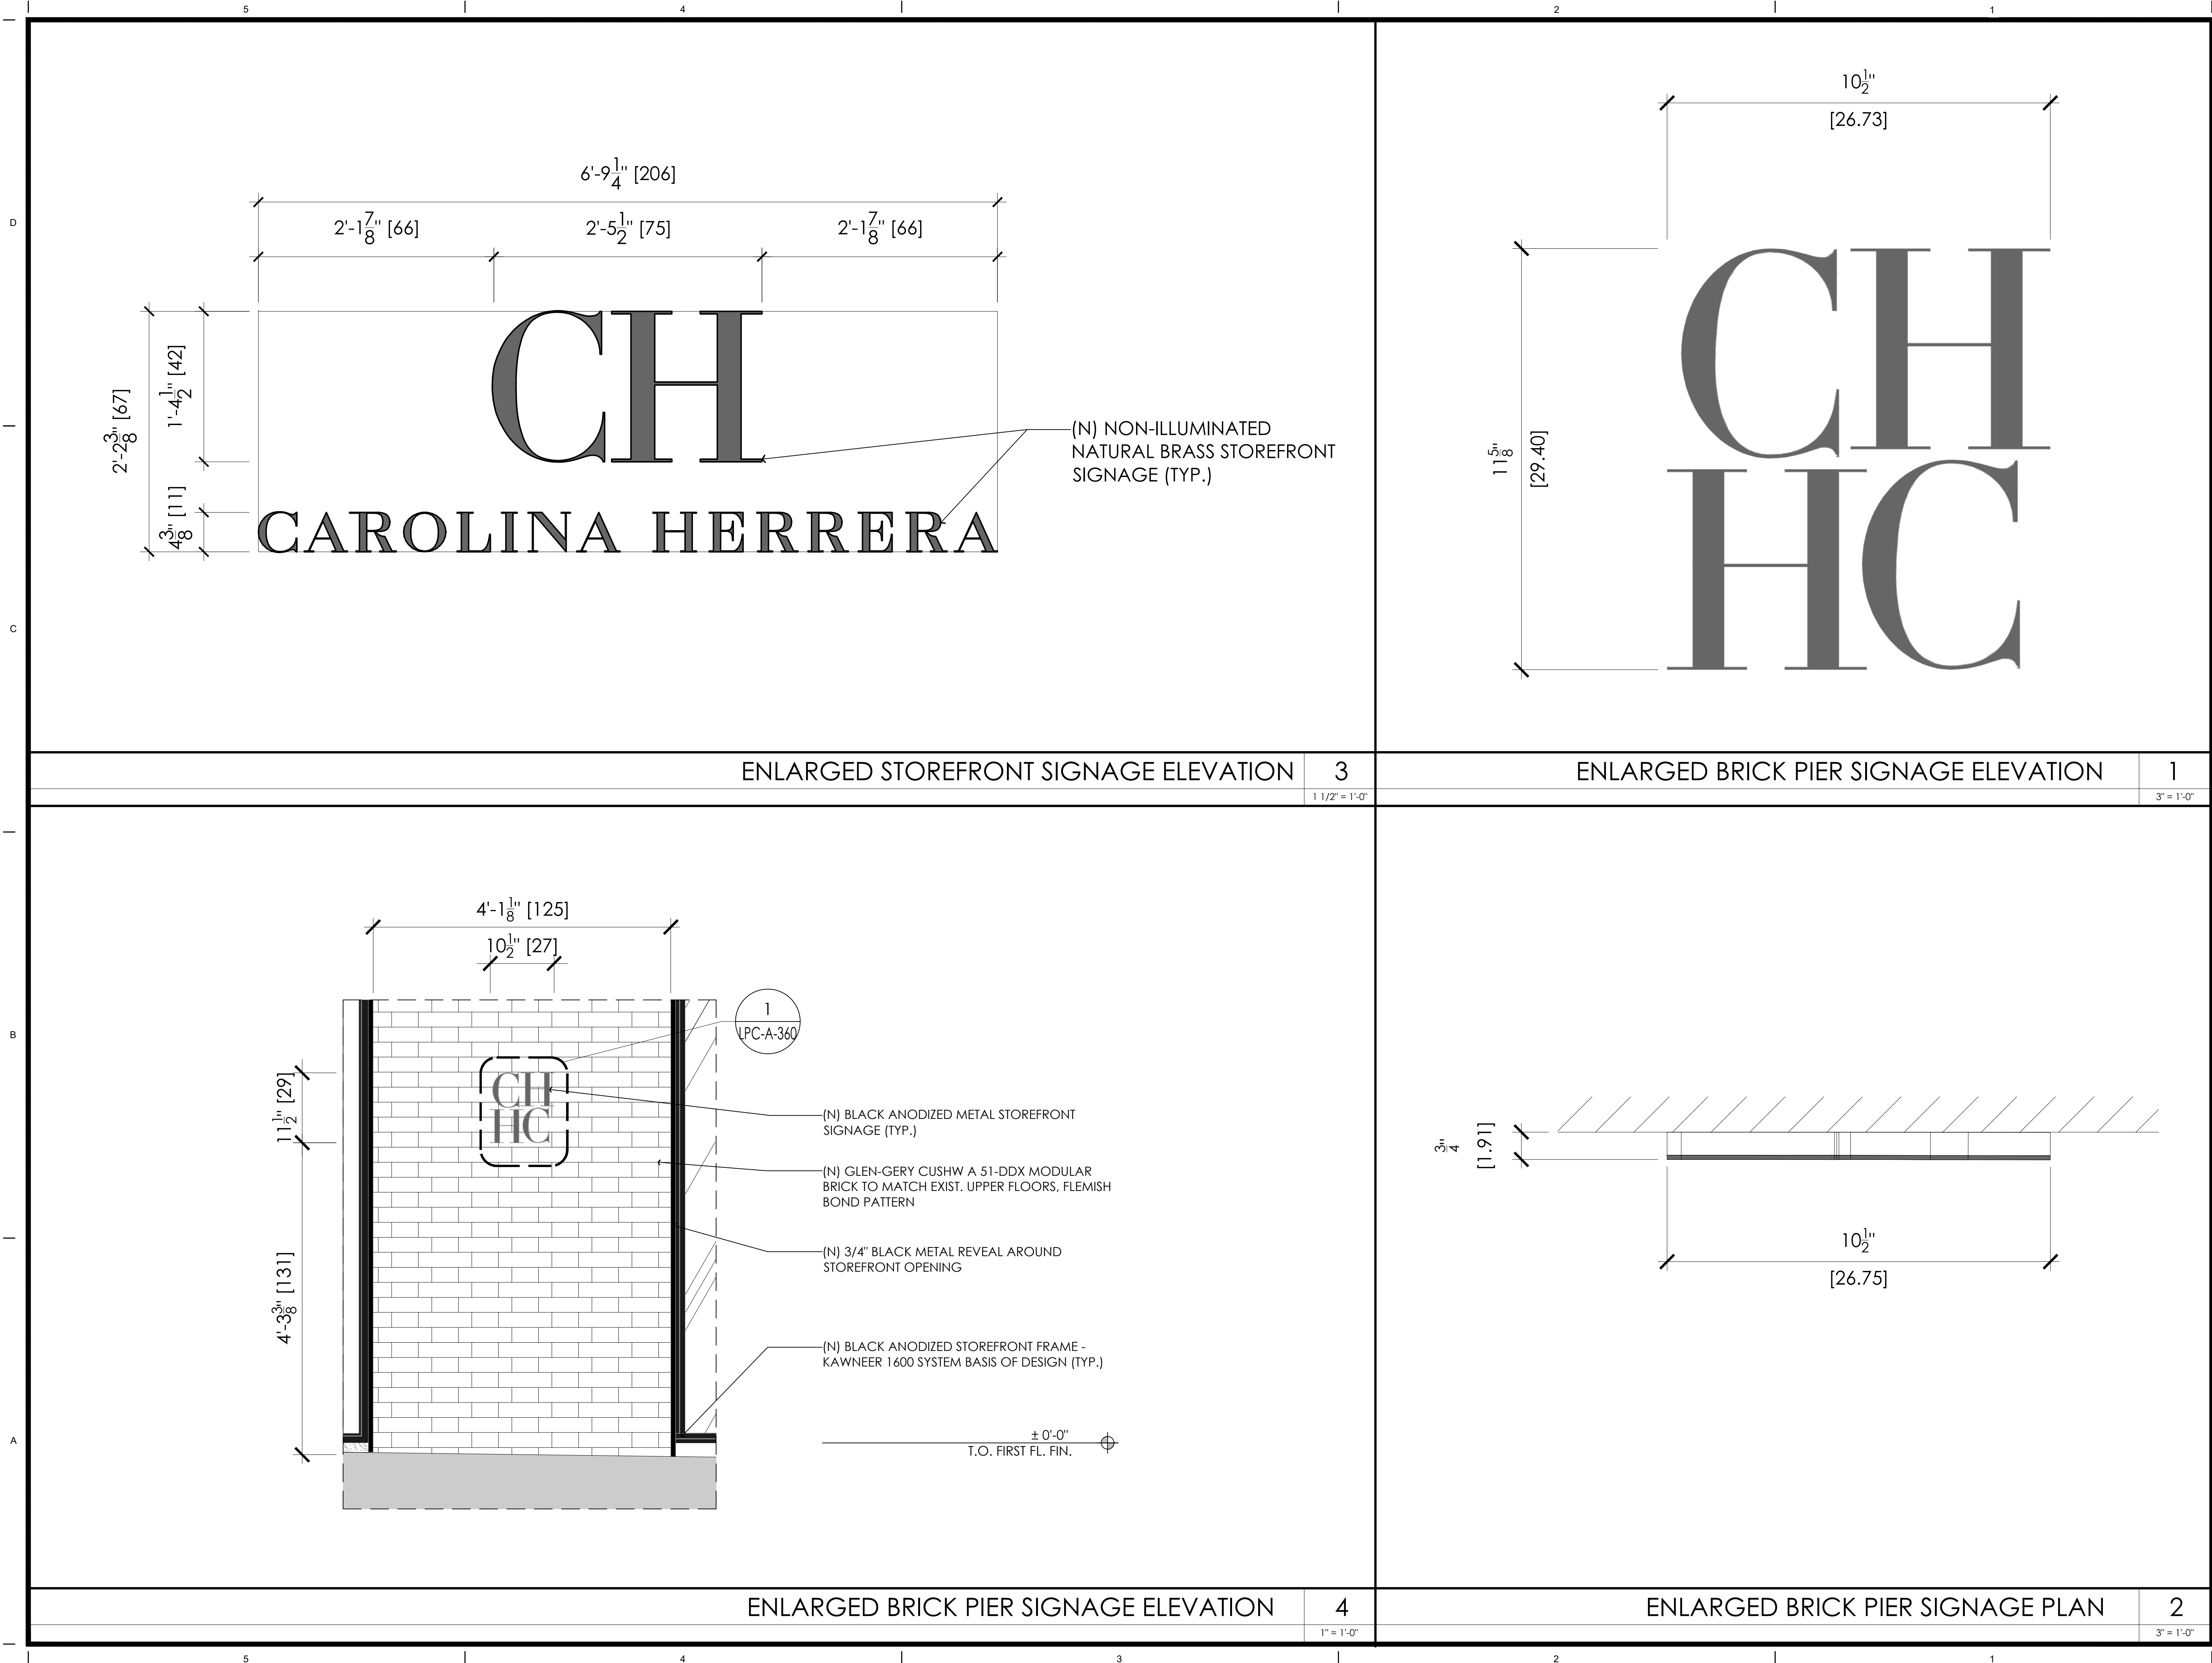 5 4 2 1
D
C
B
A
6'-9 1/4" [206]
2'-1 7/8" [66] 2'-5 1/2" [75] 2'-1 7/8" [66]
2'-2 3/8" [67]
1'-4 1/2" [42]
4 3/8" [11]
CH
CAROLINA HERRERA
(N) NON-ILLUMINATED
NATURAL BRASS STOREFRONT
SIGNAGE (TYP.)
ENLARGED STOREFRONT SIGNAGE ELEVATION 3
1 1/2" = 1'-0"
10 1/2"
[26.73]
11 5/8"
[29.40]
CH
HC
ENLARGED BRICK PIER SIGNAGE ELEVATION 1
3" = 1'-0"
4'-1 1/8" [125]
10 1/2" [27]
11 1/2" [29]
4'-3 3/8" [131]
CH
HC
1
LPC-A-360
(N) BLACK ANODIZED METAL STOREFRONT
SIGNAGE (TYP.)
(N) GLEN-GERY CUSHW A 51-DDX MODULAR
BRICK TO MATCH EXIST. UPPER FLOORS, FLEMISH
BOND PATTERN
(N) 3/4" BLACK METAL REVEAL AROUND
STOREFRONT OPENING
(N) BLACK ANODIZED STOREFRONT FRAME -
KAWNEER 1600 SYSTEM BASIS OF DESIGN (TYP.)
± 0'-0"
T.O. FIRST FL. FIN.
ENLARGED BRICK PIER SIGNAGE ELEVATION 4
1" = 1'-0"
3/4"
[1.91]
10 1/2"
[26.75]
ENLARGED BRICK PIER SIGNAGE PLAN 2
3" = 1'-0"
5 4 3 2 1